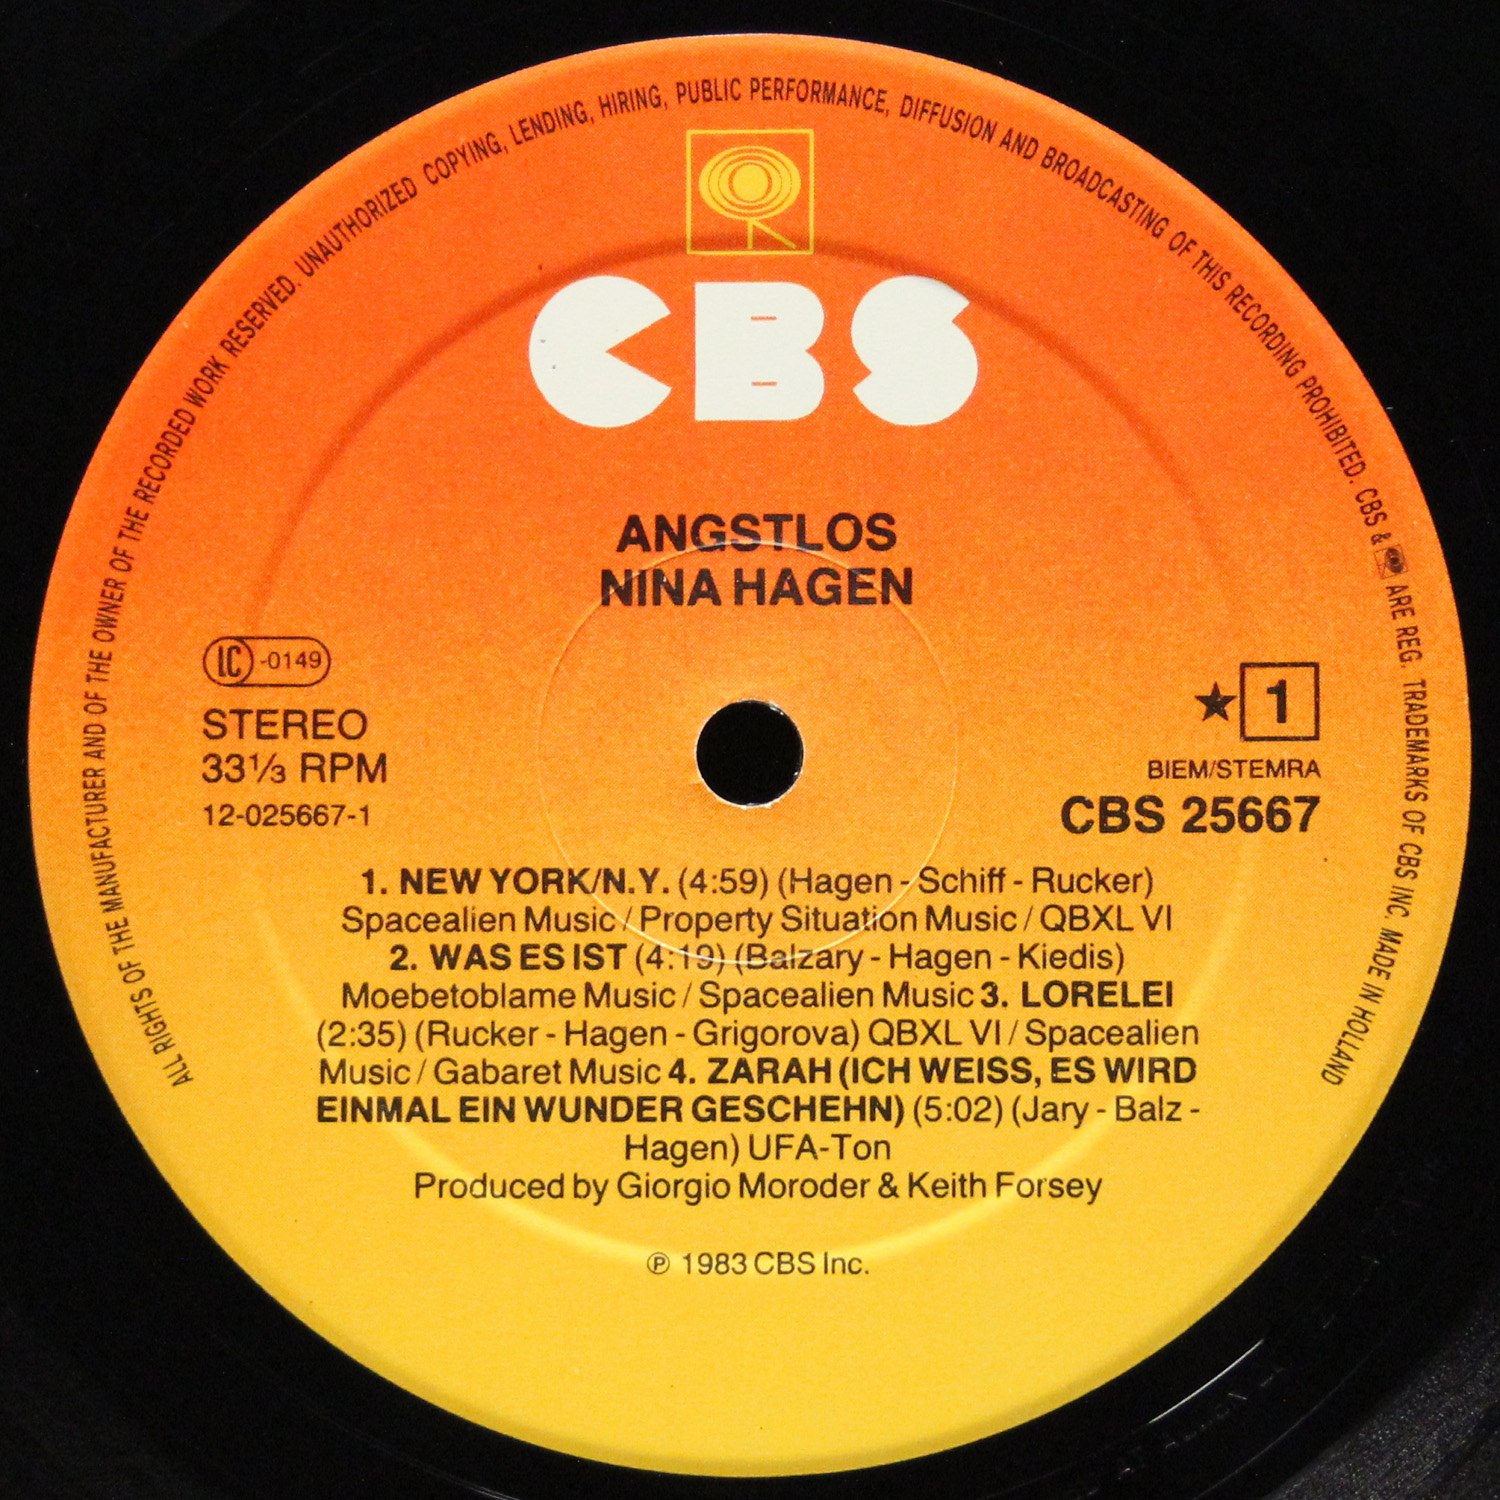 ALL RIGHTS OF THE MANUFACTURER AND OF THE OWNER OF THE RECORDED WORK RESERVED. UNAUTHORIZED COPYING, LENDING, HIRING, PUBLIC PERFORMANCE, DIFFUSION AND BROADCASTING OF THIS RECORDING PROHIBITED. CBS & ARE REG. TRADEMARKS OF CBS INC. MADE IN HOLLAND
CBS
ANGSTLOS
NINA HAGEN
LC -0149
STEREO
33⅓ RPM
12-025667-1
★ 1
BIEM/STEMRA
CBS 25667
1. NEW YORK/N.Y. (4:59) (Hagen - Schiff - Rucker)
Spacealien Music / Property Situation Music / QBXL VI
2. WAS ES IST (4:19) (Balzary - Hagen - Kiedis)
Moebetoblame Music / Spacealien Music 3. LORELEI
(2:35) (Rucker - Hagen - Grigorova) QBXL VI / Spacealien
Music / Gabaret Music 4. ZARAH (ICH WEISS, ES WIRD
EINMAL EIN WUNDER GESCHEHN) (5:02) (Jary - Balz -
Hagen) UFA-Ton
Produced by Giorgio Moroder & Keith Forsey
℗ 1983 CBS Inc.